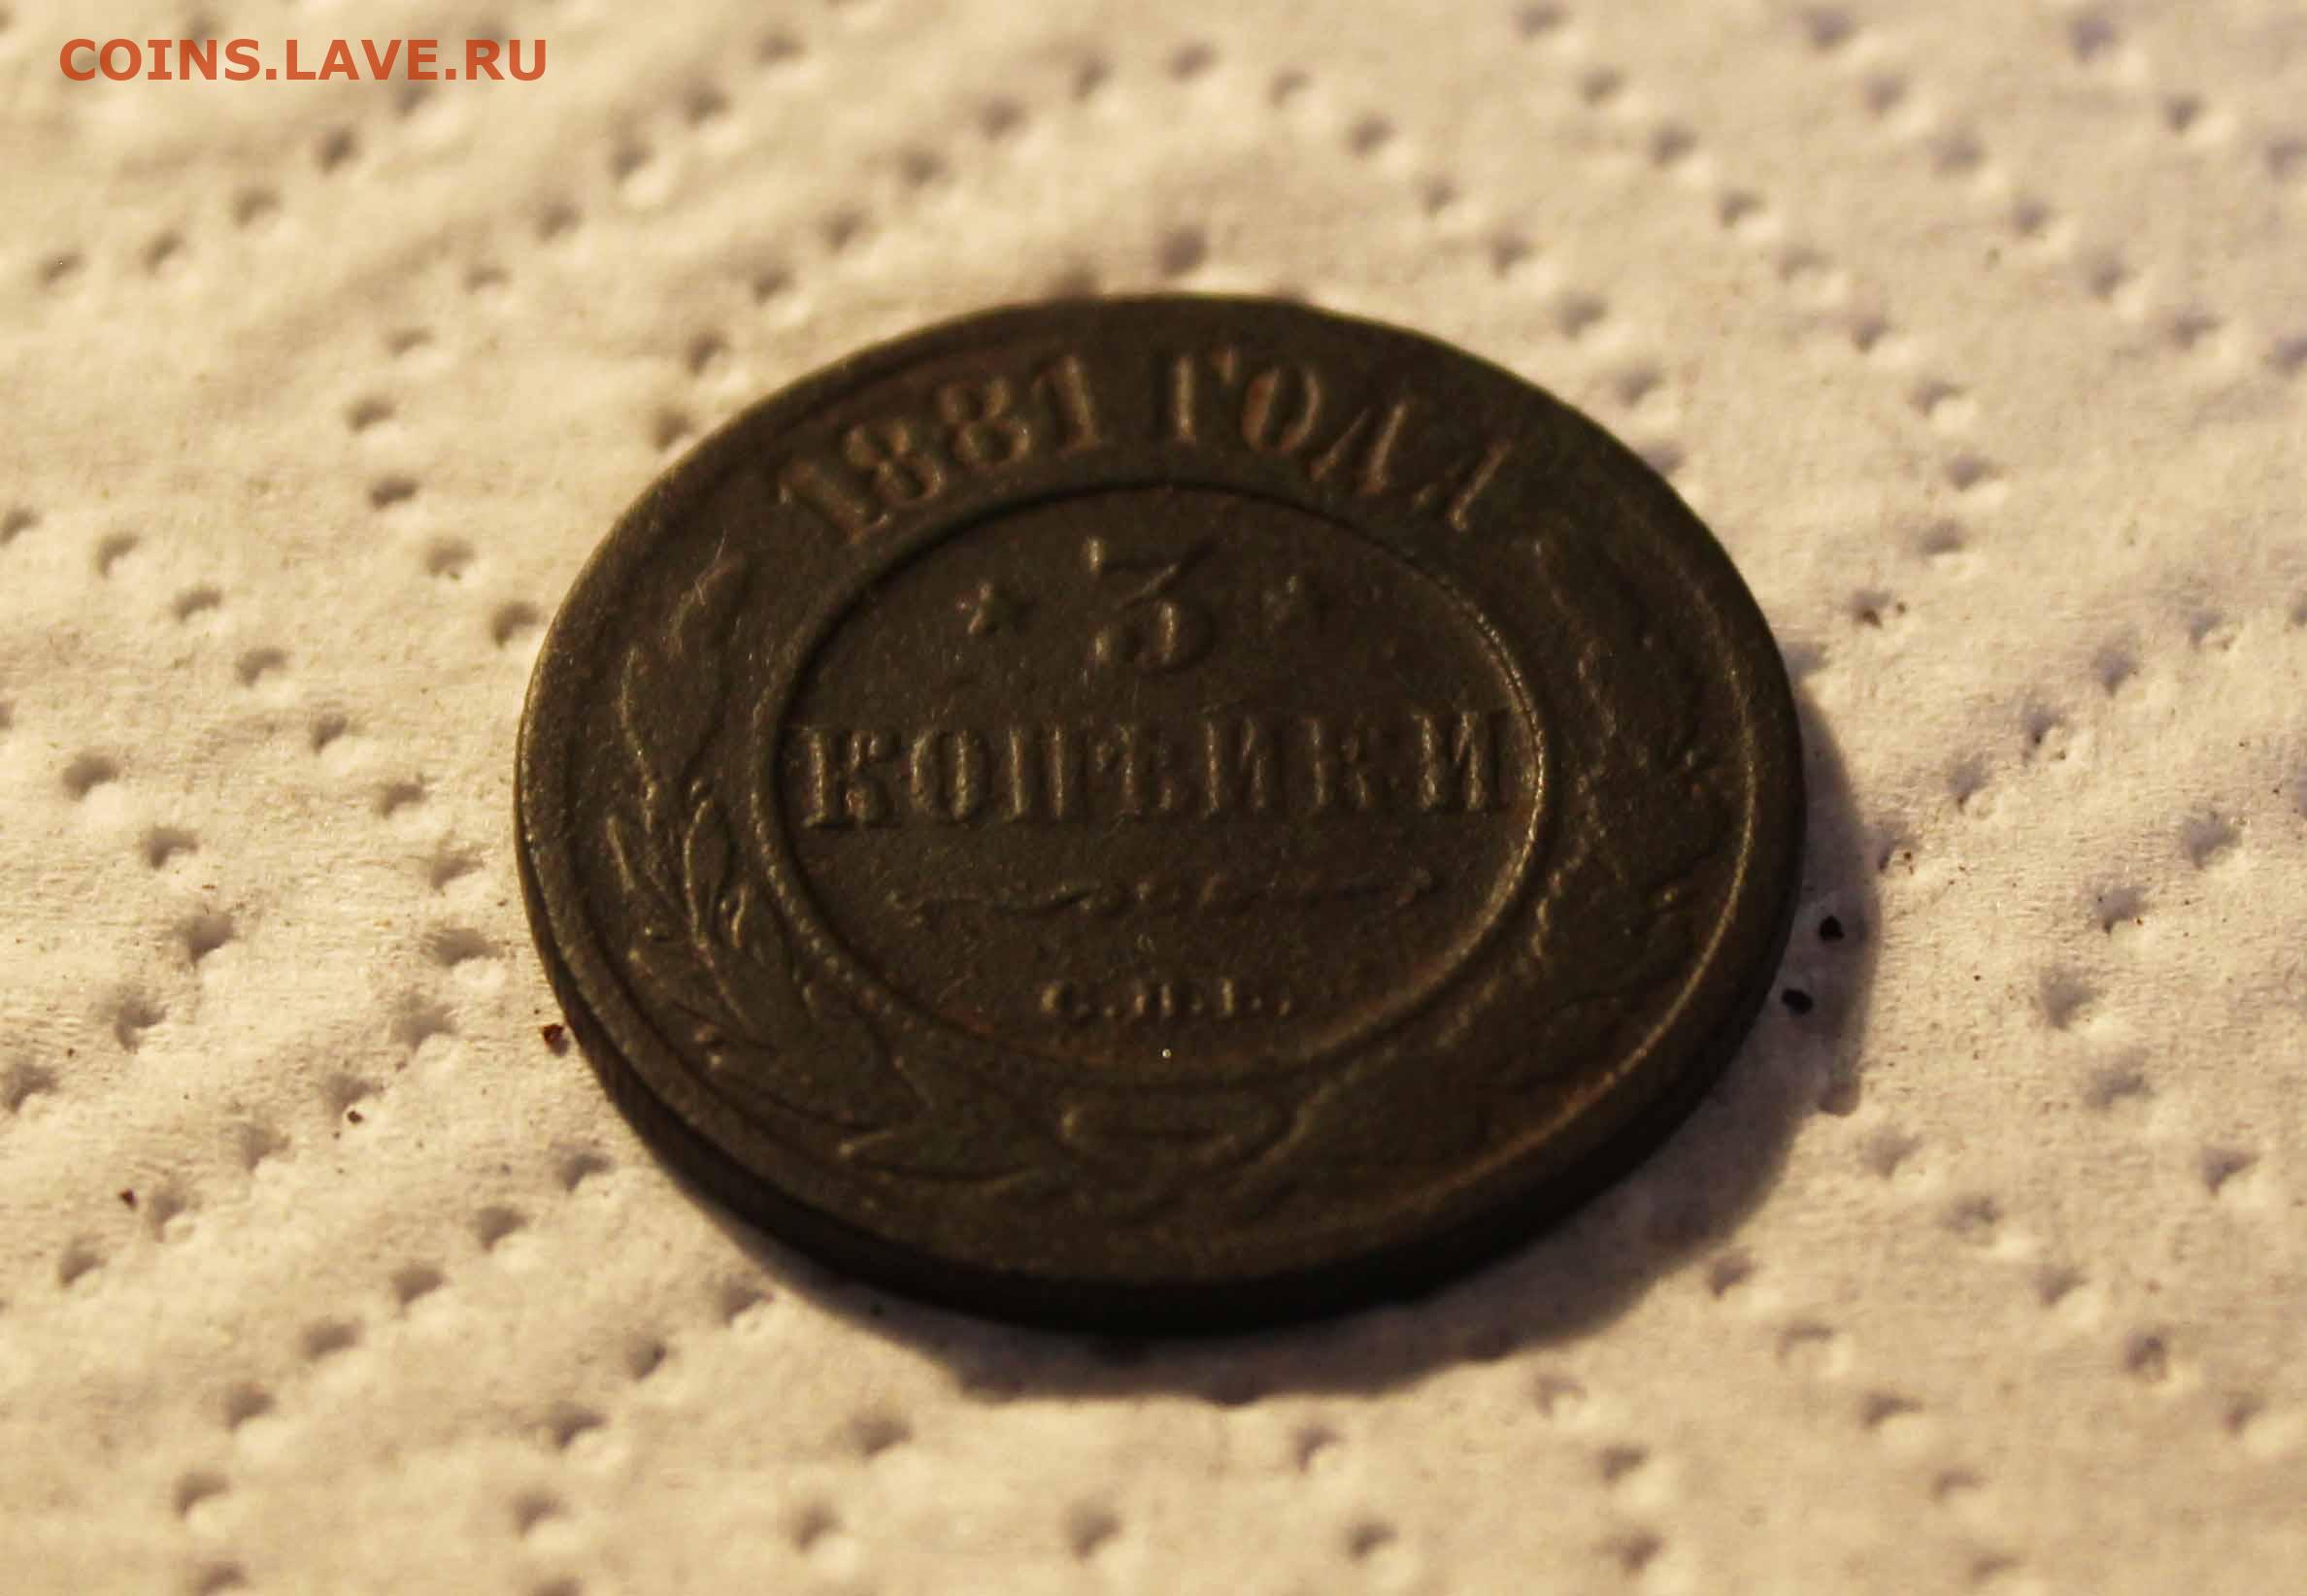 COINS.LAVE.RU
1881 ГОДА
* 3 *
КОПѢЙКИ
С.П.Б.